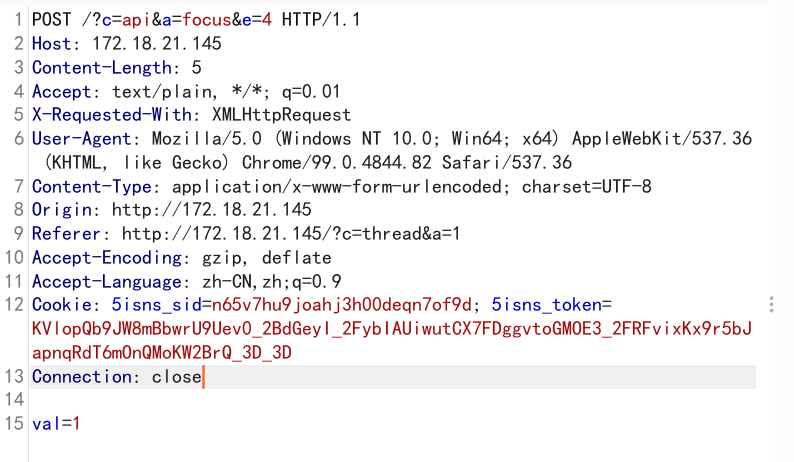 1 POST /?c=api&a=focus&e=4 HTTP/1.1
2 Host: 172.18.21.145
3 Content-Length: 5
4 Accept: text/plain, */*; q=0.01
5 X-Requested-With: XMLHttpRequest
6 User-Agent: Mozilla/5.0 (Windows NT 10.0; Win64; x64) AppleWebKit/537.36
(KHTML, like Gecko) Chrome/99.0.4844.82 Safari/537.36
7 Content-Type: application/x-www-form-urlencoded; charset=UTF-8
8 Origin: http://172.18.21.145
9 Referer: http://172.18.21.145/?c=thread&a=1
10 Accept-Encoding: gzip, deflate
11 Accept-Language: zh-CN,zh;q=0.9
12 Cookie: 5isns_sid=n65v7hu9joahj3h00deqn7of9d; 5isns_token=
KVlopQb9JW8mBbwrU9Uev0_2BdGeyI_2FybIAUiwutCX7FDggvtoGMOE3_2FRFvixKx9r5bJ
apnqRdT6mOnQMoKW2BrQ_3D_3D
13 Connection: close
14
15 val=1